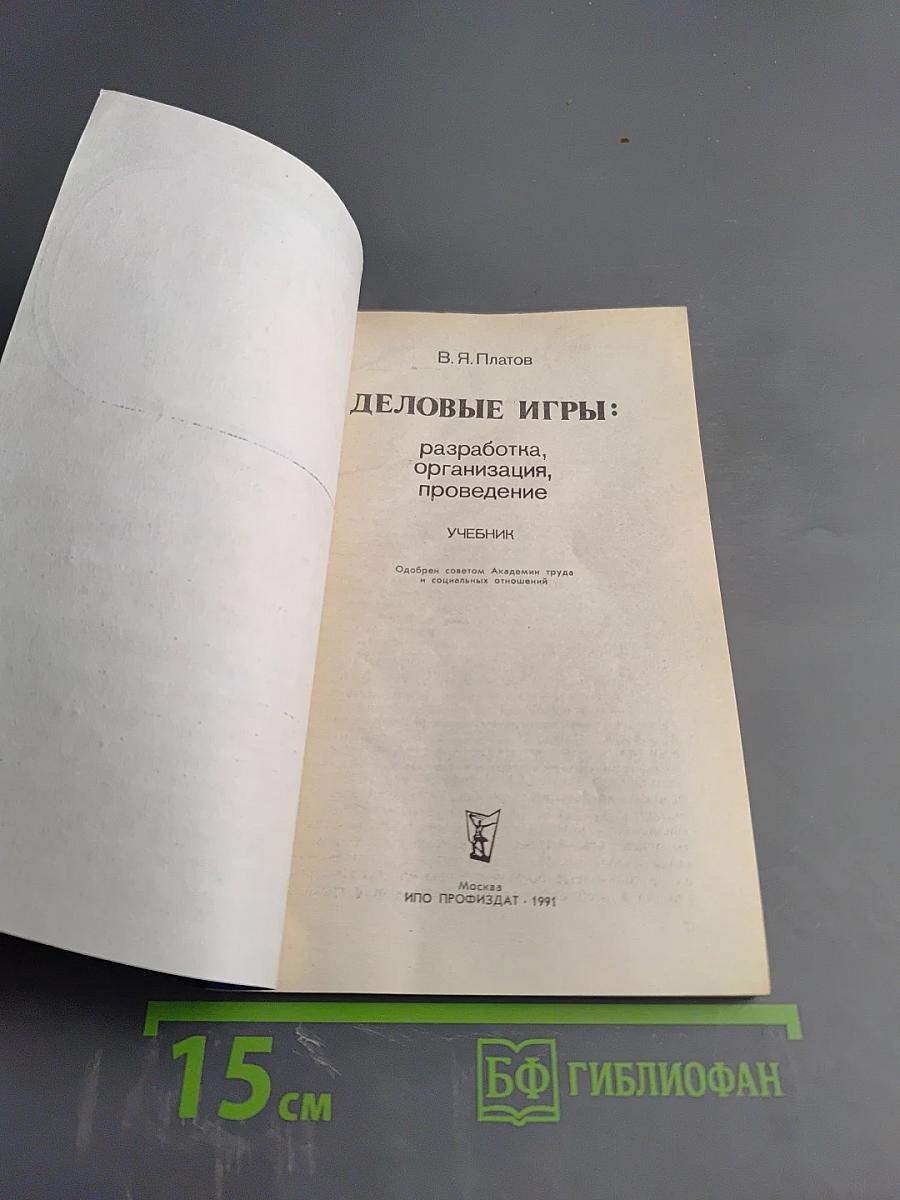 В. Я. Платов
ДЕЛОВЫЕ ИГРЫ:
разработка,
организация,
проведение
УЧЕБНИК
Одобрен советом Академии труда
и социальных отношений
Москва
ИПО ПРОФИЗДАТ · 1991
15 см
БФ ГИБЛИОФАН